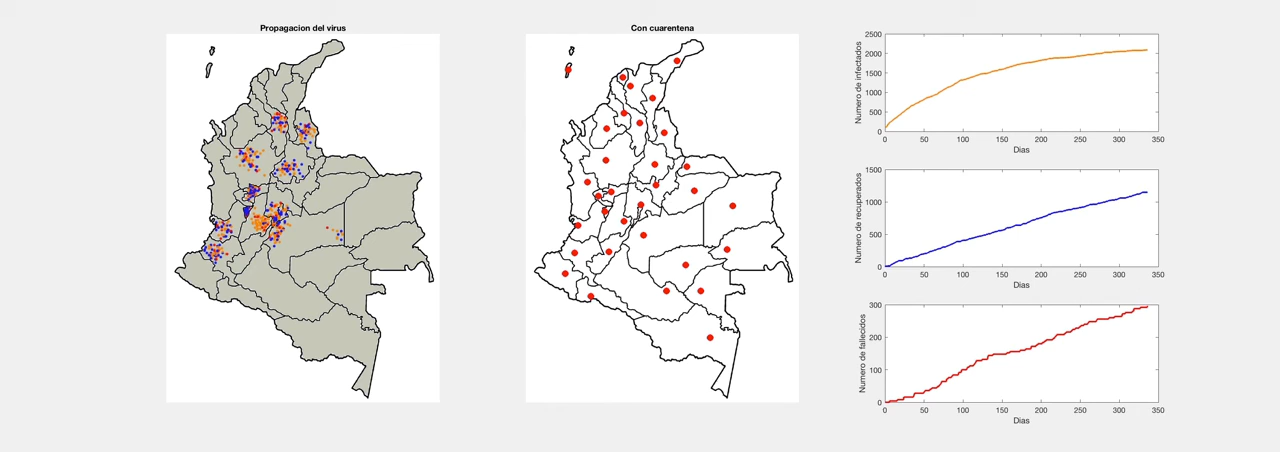 Propagacion del virus
Con cuarentena
Numero de infectados
2500
2000
1500
1000
500
0
0 50 100 150 200 250 300 350
Dias
Numero de recuperados
1500
1000
500
0
0 50 100 150 200 250 300 350
Dias
Numero de fallecidos
300
200
100
0
0 50 100 150 200 250 300 350
Dias